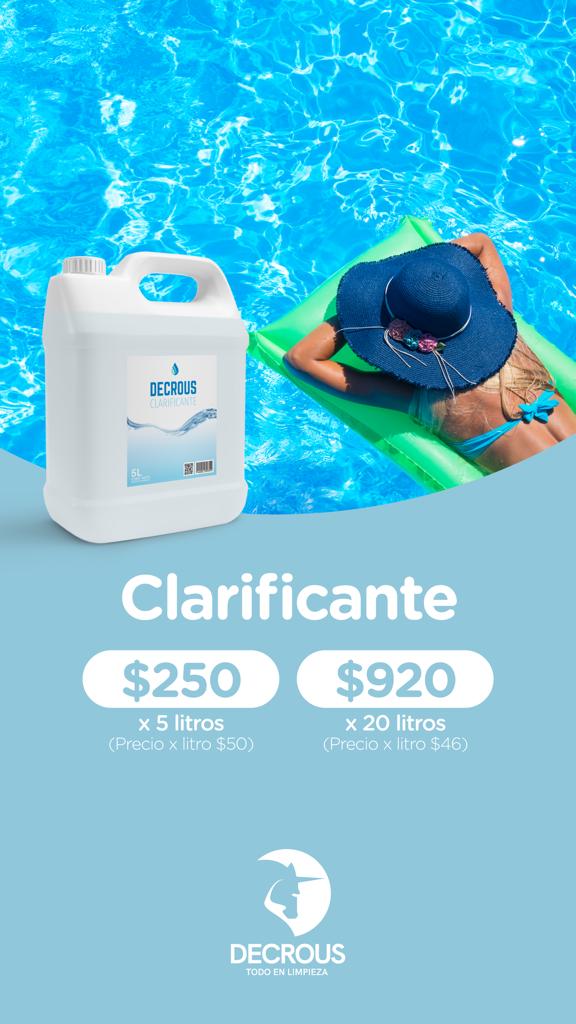 DECROUS
CLARIFICANTE
5L
Clarificante
$250
$920
x 5 litros
x 20 litros
(Precio x litro $50)
(Precio x litro $46)
DECROUS
TODO EN LIMPIEZA